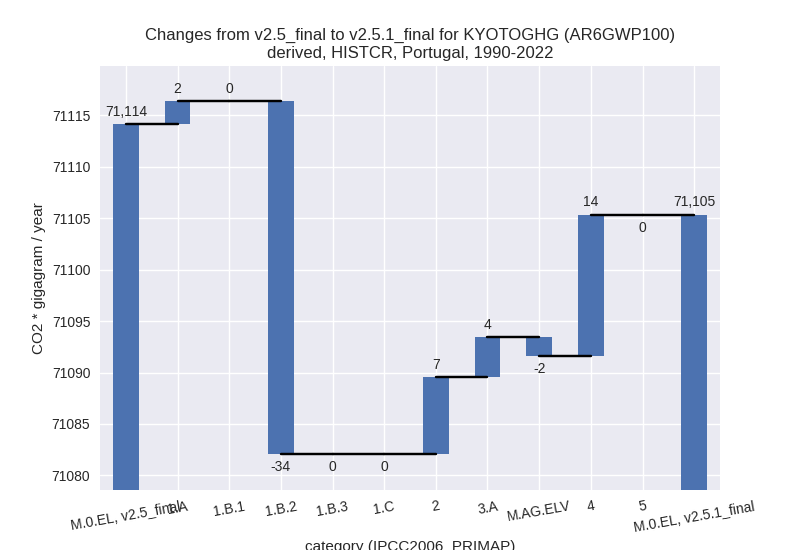 Changes from v2.5_final to v2.5.1_final for KYOTOGHG (AR6GWP100)
derived, HISTCR, Portugal, 1990-2022
71,114
2
0
-34
0
0
7
4
-2
14
0
71,105
71115
71110
71105
71100
71095
71090
71085
71080
CO2 * gigagram / year
M.0.EL, v2.5_final
1.A
1.B.1
1.B.2
1.B.3
1.C
2
3.A
M.AG.ELV
4
5
M.0.EL, v2.5.1_final
category (IPCC2006_PRIMAP)